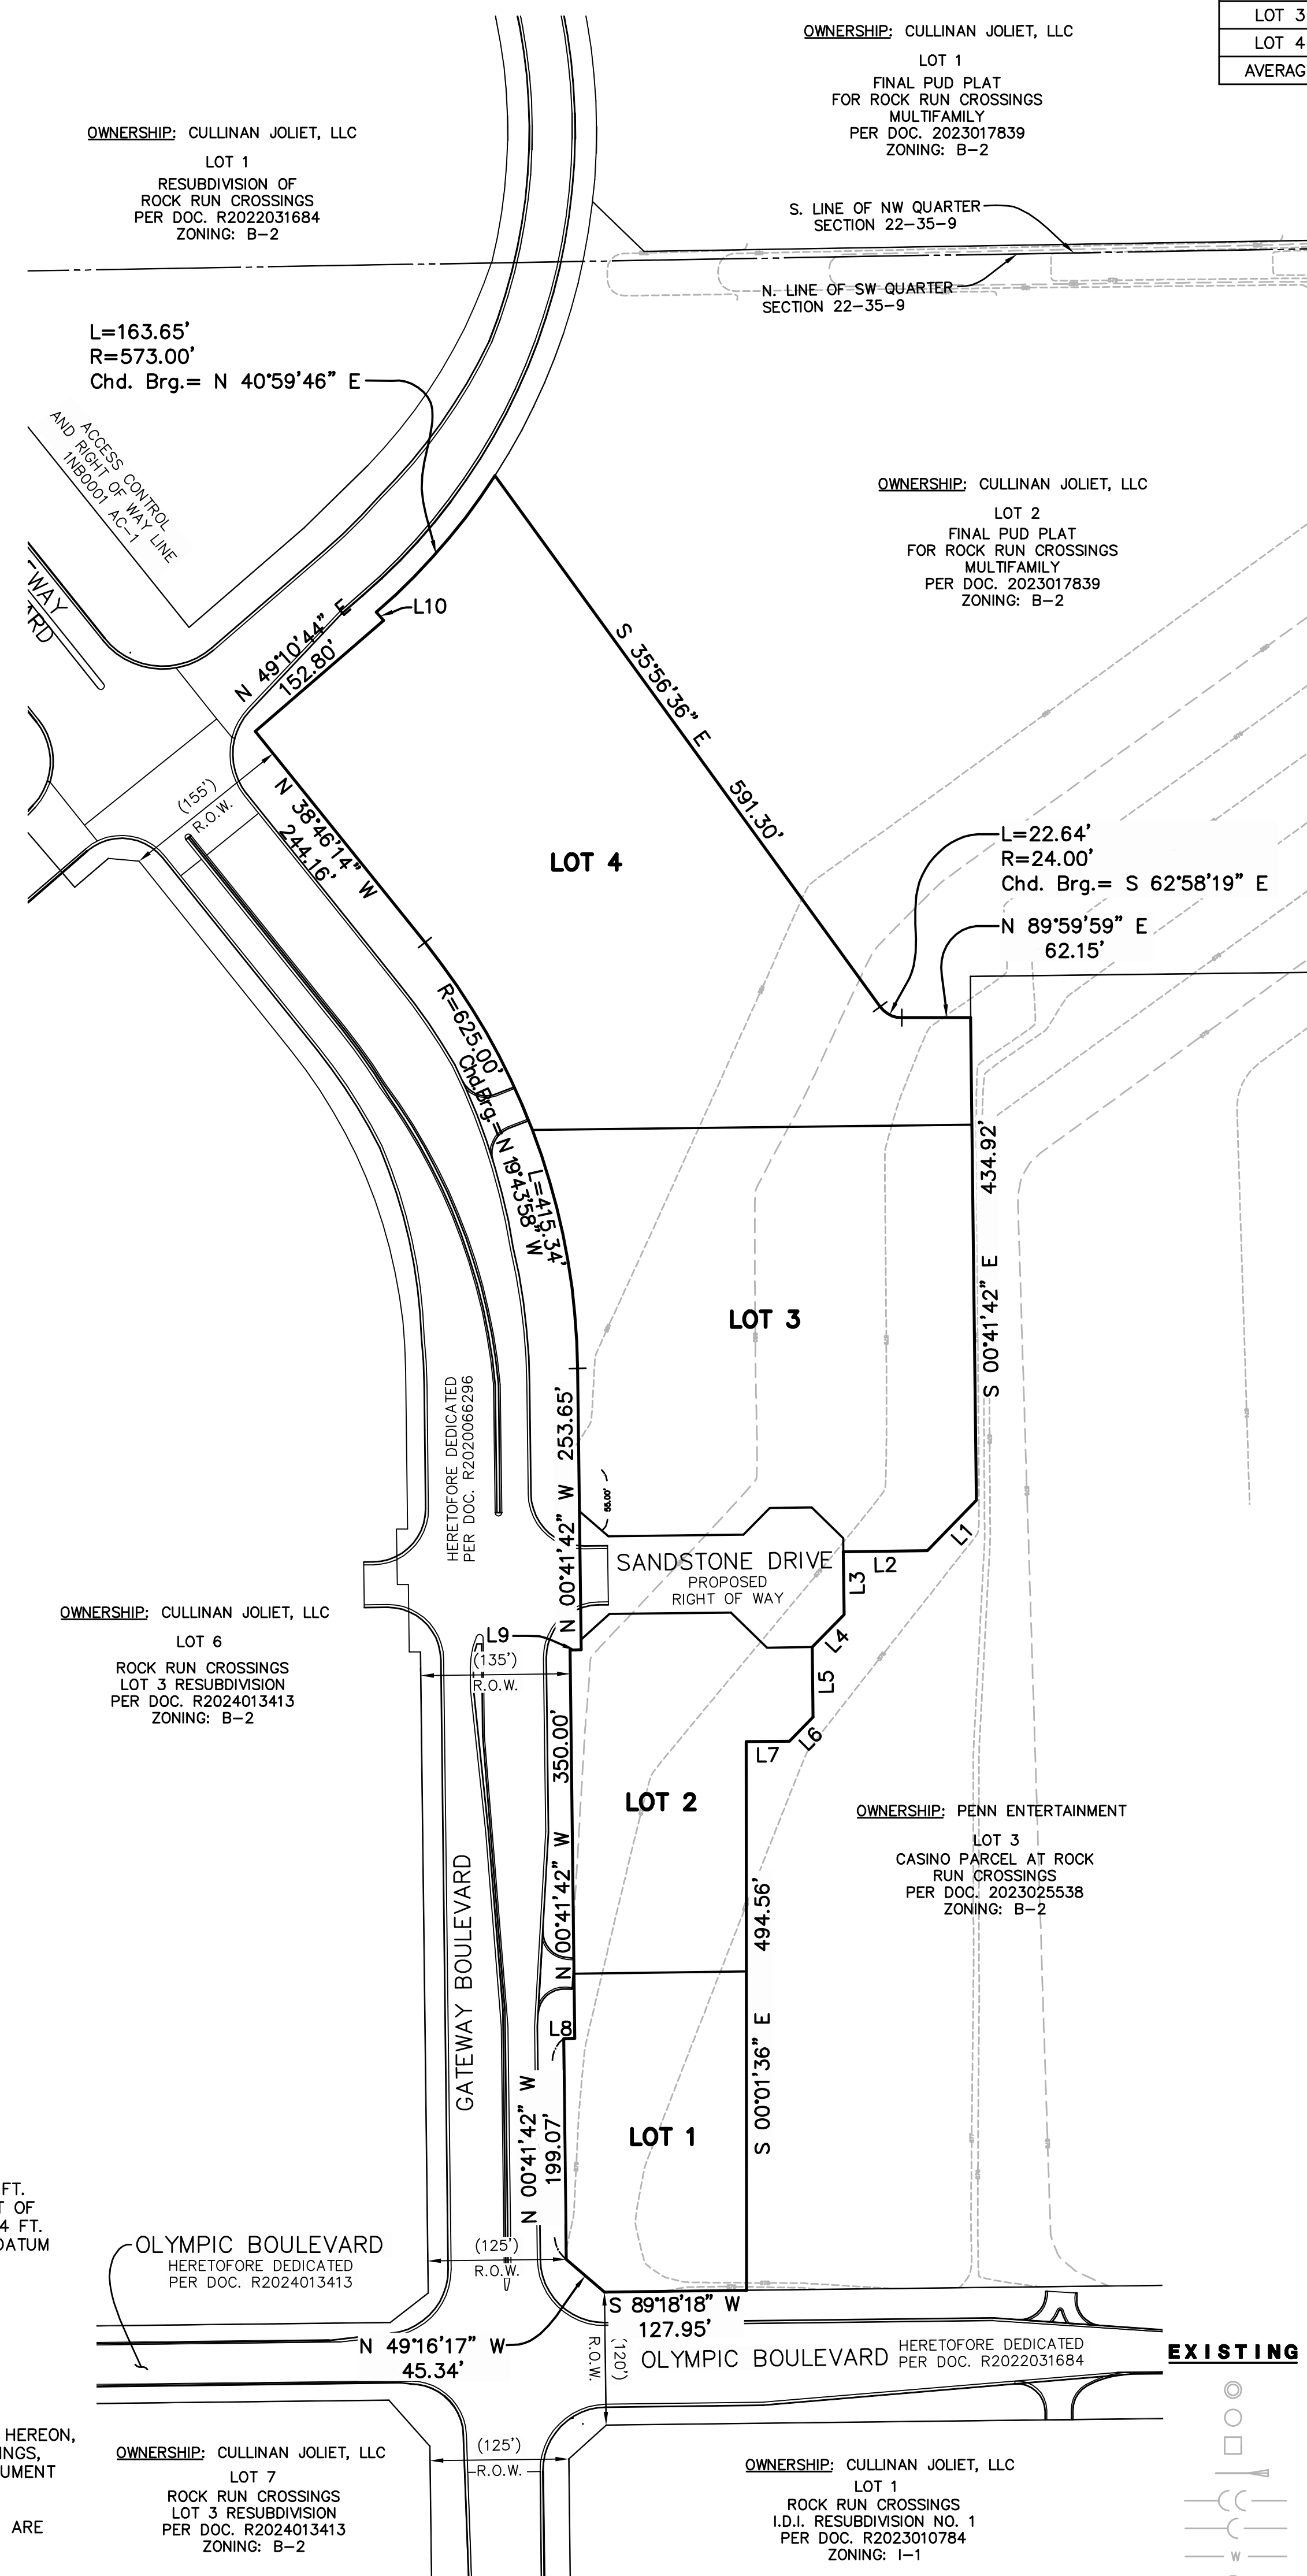 OWNERSHIP: CULLINAN JOLIET, LLC
LOT 1
FINAL PUD PLAT
FOR ROCK RUN CROSSINGS
MULTIFAMILY
PER DOC. 2023017839
ZONING: B-2
LOT 3
LOT 4
AVERAG
OWNERSHIP: CULLINAN JOLIET, LLC
LOT 1
RESUBDIVISION OF
ROCK RUN CROSSINGS
PER DOC. R2022031684
ZONING: B-2
S. LINE OF NW QUARTER
SECTION 22-35-9
N. LINE OF SW QUARTER
SECTION 22-35-9
L=163.65'
R=573.00'
Chd. Brg.= N 40°59'46" E
ACCESS CONTROL
AND RIGHT OF WAY LINE
1NB0001 AC-1
WAY
ARD
OWNERSHIP: CULLINAN JOLIET, LLC
LOT 2
FINAL PUD PLAT
FOR ROCK RUN CROSSINGS
MULTIFAMILY
PER DOC. 2023017839
ZONING: B-2
L10
N 49°10'44" E
152.80'
S 35°56'36" E 591.30'
(155')
R.O.W.
N 38°46'14" W
244.16'
LOT 4
L=22.64'
R=24.00'
Chd. Brg.= S 62°58'19" E
N 89°59'59" E
62.15'
R=625.00'
L=415.34'
Chd.Brg.= N 19°43'58" W
S 00°41'42" E 434.92'
LOT 3
HERETOFORE DEDICATED
PER DOC. R2020066296
N 00°41'42" W 253.65'
55.00'
SANDSTONE DRIVE
PROPOSED
RIGHT OF WAY
L1
L2
L3
L4
L5
L6
L7
L9
(135')
R.O.W.
OWNERSHIP: CULLINAN JOLIET, LLC
LOT 6
ROCK RUN CROSSINGS
LOT 3 RESUBDIVISION
PER DOC. R2024013413
ZONING: B-2
N 00°41'42" W 350.00'
LOT 2
OWNERSHIP: PENN ENTERTAINMENT
LOT 3
CASINO PARCEL AT ROCK
RUN CROSSINGS
PER DOC. 2023025538
ZONING: B-2
GATEWAY BOULEVARD
S 00°01'36" E 494.56'
L8
N 00°41'42" W
199.07'
LOT 1
FT.
T OF
4 FT.
DATUM
OLYMPIC BOULEVARD
HERETOFORE DEDICATED
PER DOC. R2024013413
(125')
R.O.W.
S 89°18'18" W
127.95'
N 49°16'17" W
45.34'
(120')
R.O.W.
OLYMPIC BOULEVARD
HERETOFORE DEDICATED
PER DOC. R2022031684
EXISTING
HEREON,
INGS,
UMENT
ARE
OWNERSHIP: CULLINAN JOLIET, LLC
LOT 7
ROCK RUN CROSSINGS
LOT 3 RESUBDIVISION
PER DOC. R2024013413
ZONING: B-2
(125')
R.O.W.
OWNERSHIP: CULLINAN JOLIET, LLC
LOT 1
ROCK RUN CROSSINGS
I.D.I. RESUBDIVISION NO. 1
PER DOC. R2023010784
ZONING: I-1
W